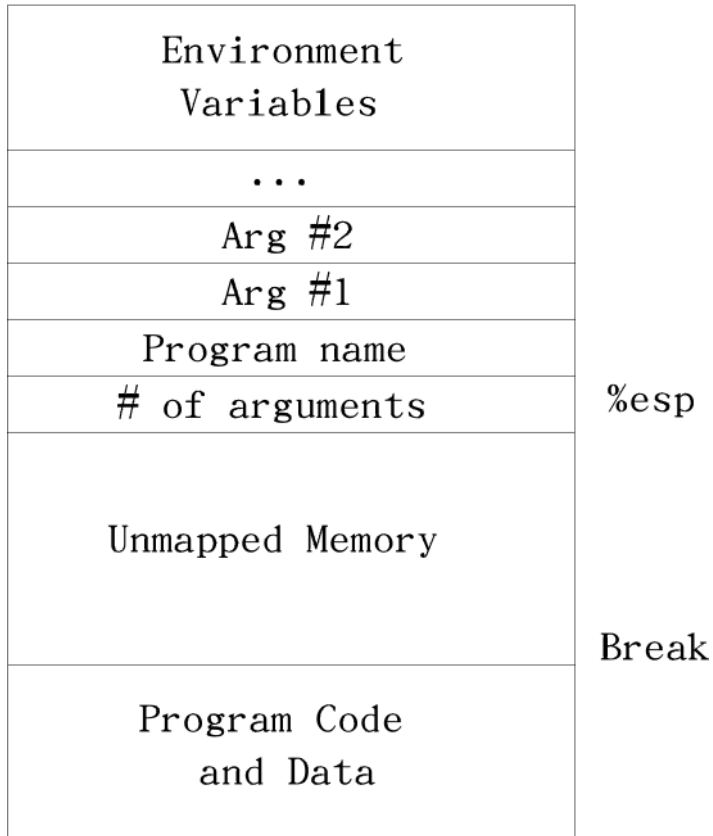 Environment
Variables
...
Arg #2
Arg #1
Program name
# of arguments
%esp
Unmapped Memory
Break
Program Code
and Data